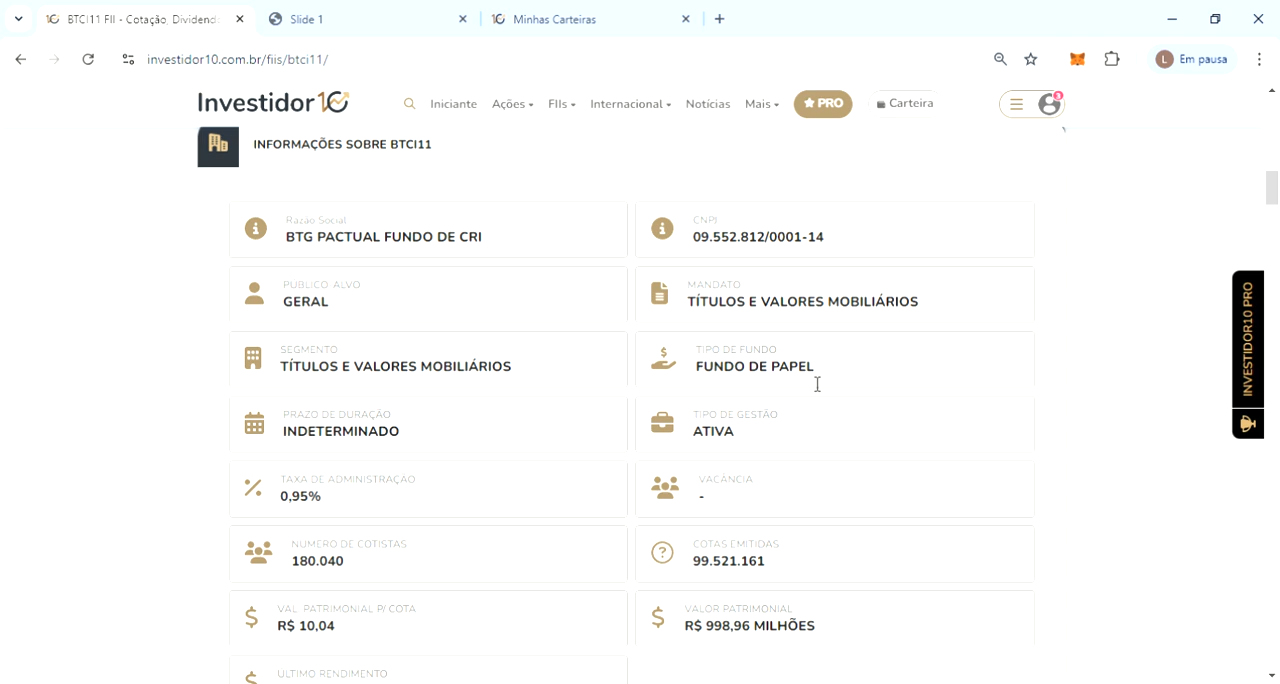 BTCI11 FII - Cotação, Dividend
Slide 1
Minhas Carteiras
investidor10.com.br/fiis/btci11/
L
Em pausa
Investidor10
Iniciante
Ações
FIIs
Internacional
Notícias
Mais
PRO
Carteira
3
INFORMAÇÕES SOBRE BTCI11
Razão Social
BTG PACTUAL FUNDO DE CRI
CNPJ
09.552.812/0001-14
PÚBLICO-ALVO
GERAL
MANDATO
TÍTULOS E VALORES MOBILIÁRIOS
SEGMENTO
TÍTULOS E VALORES MOBILIÁRIOS
TIPO DE FUNDO
FUNDO DE PAPEL
PRAZO DE DURAÇÃO
INDETERMINADO
TIPO DE GESTÃO
ATIVA
TAXA DE ADMINISTRAÇÃO
0,95%
VACÂNCIA
-
NUMERO DE COTISTAS
180.040
COTAS EMITIDAS
99.521.161
VAL. PATRIMONIAL P/ COTA
R$ 10,04
VALOR PATRIMONIAL
R$ 998,96 MILHÕES
ÚLTIMO RENDIMENTO
INVESTIDOR10 PRO